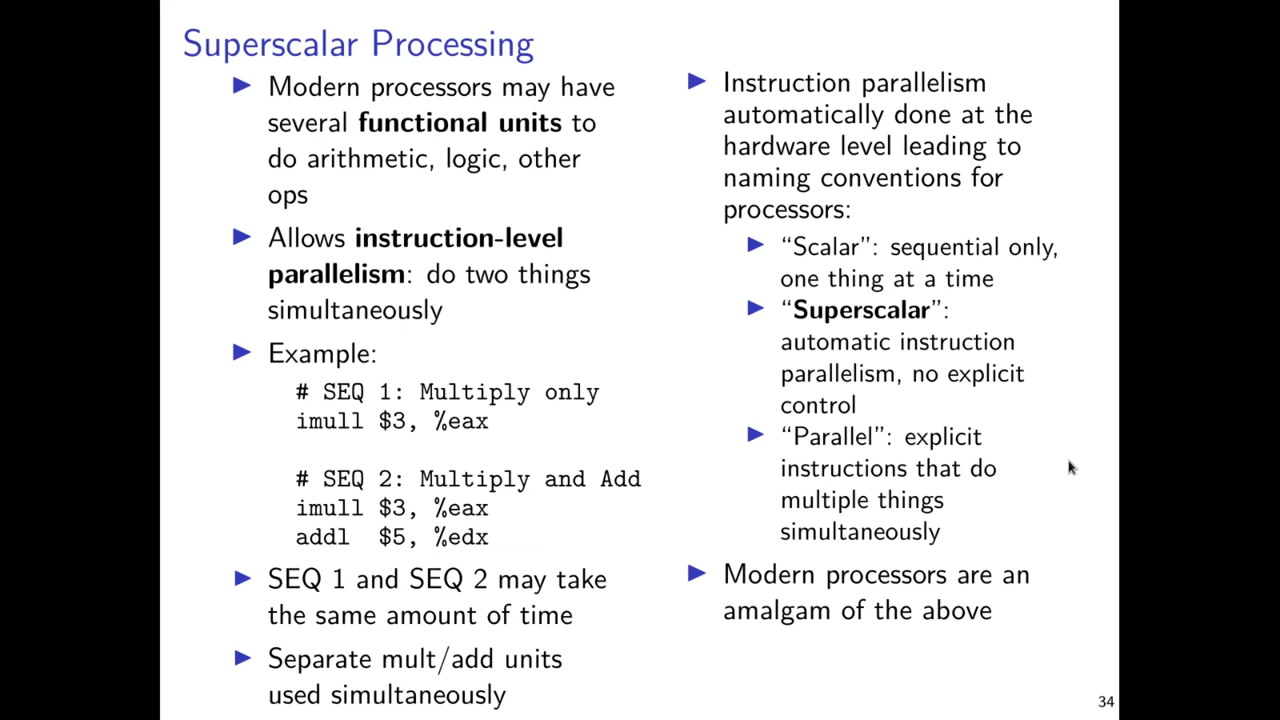 Superscalar Processing
▶ Modern processors may have
several functional units to
do arithmetic, logic, other
ops
▶ Allows instruction-level
parallelism: do two things
simultaneously
▶ Example:
# SEQ 1: Multiply only
imull $3, %eax
# SEQ 2: Multiply and Add
imull $3, %eax
addl  $5, %edx
▶ SEQ 1 and SEQ 2 may take
the same amount of time
▶ Separate mult/add units
used simultaneously
▶ Instruction parallelism
automatically done at the
hardware level leading to
naming conventions for
processors:
▶ “Scalar”: sequential only,
one thing at a time
▶ “Superscalar”:
automatic instruction
parallelism, no explicit
control
▶ “Parallel”: explicit
instructions that do
multiple things
simultaneously
▶ Modern processors are an
amalgam of the above
34